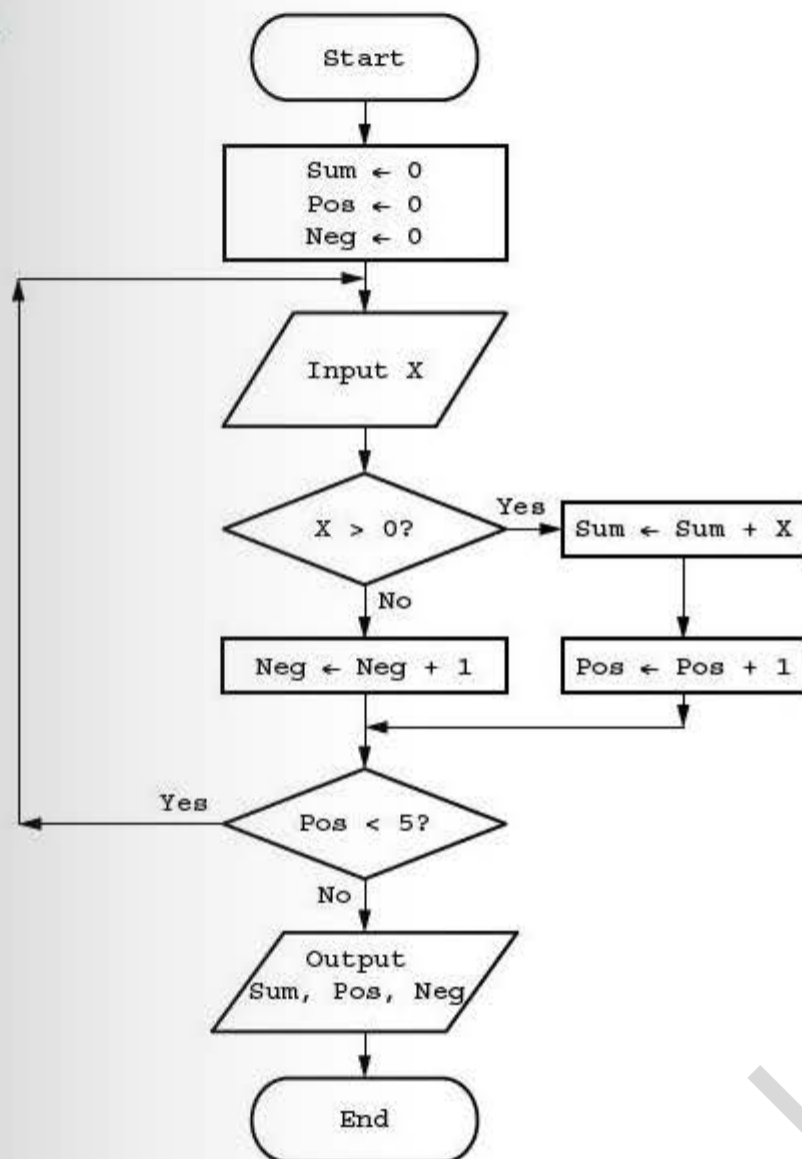 Start
Sum ← 0
Pos ← 0
Neg ← 0
Input X
X > 0?
Yes
Sum ← Sum + X
No
Neg ← Neg + 1
Pos ← Pos + 1
Yes
Pos < 5?
No
Output
Sum, Pos, Neg
End